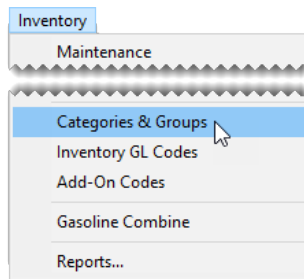 Inventory
Maintenance
Categories & Groups
Inventory GL Codes
Add-On Codes
Gasoline Combine
Reports...